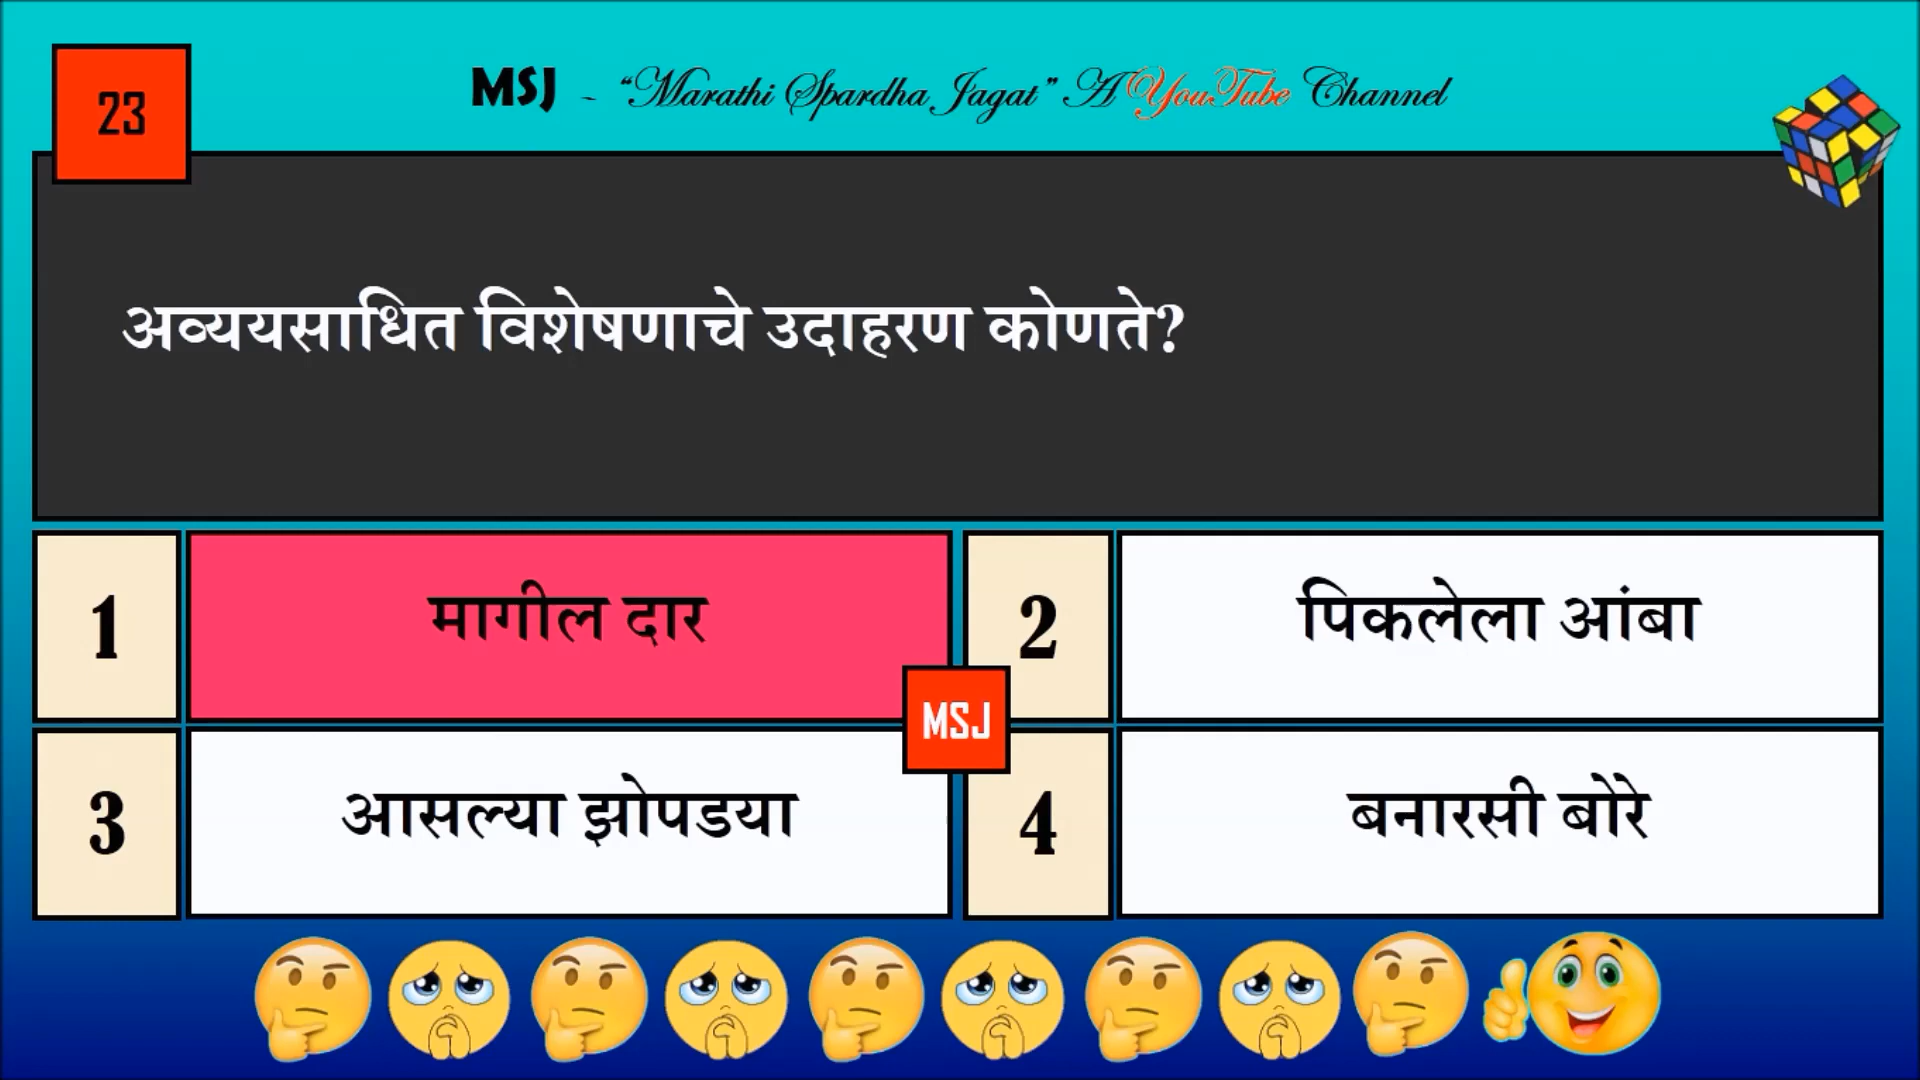 23
MSJ - “Marathi Spardha Jagat” A YouTube Channel
अव्ययसाधित विशेषणाचे उदाहरण कोणते?
1
मागील दार
2
पिकलेला आंबा
MSJ
3
आसल्या झोपडया
4
बनारसी बोरे